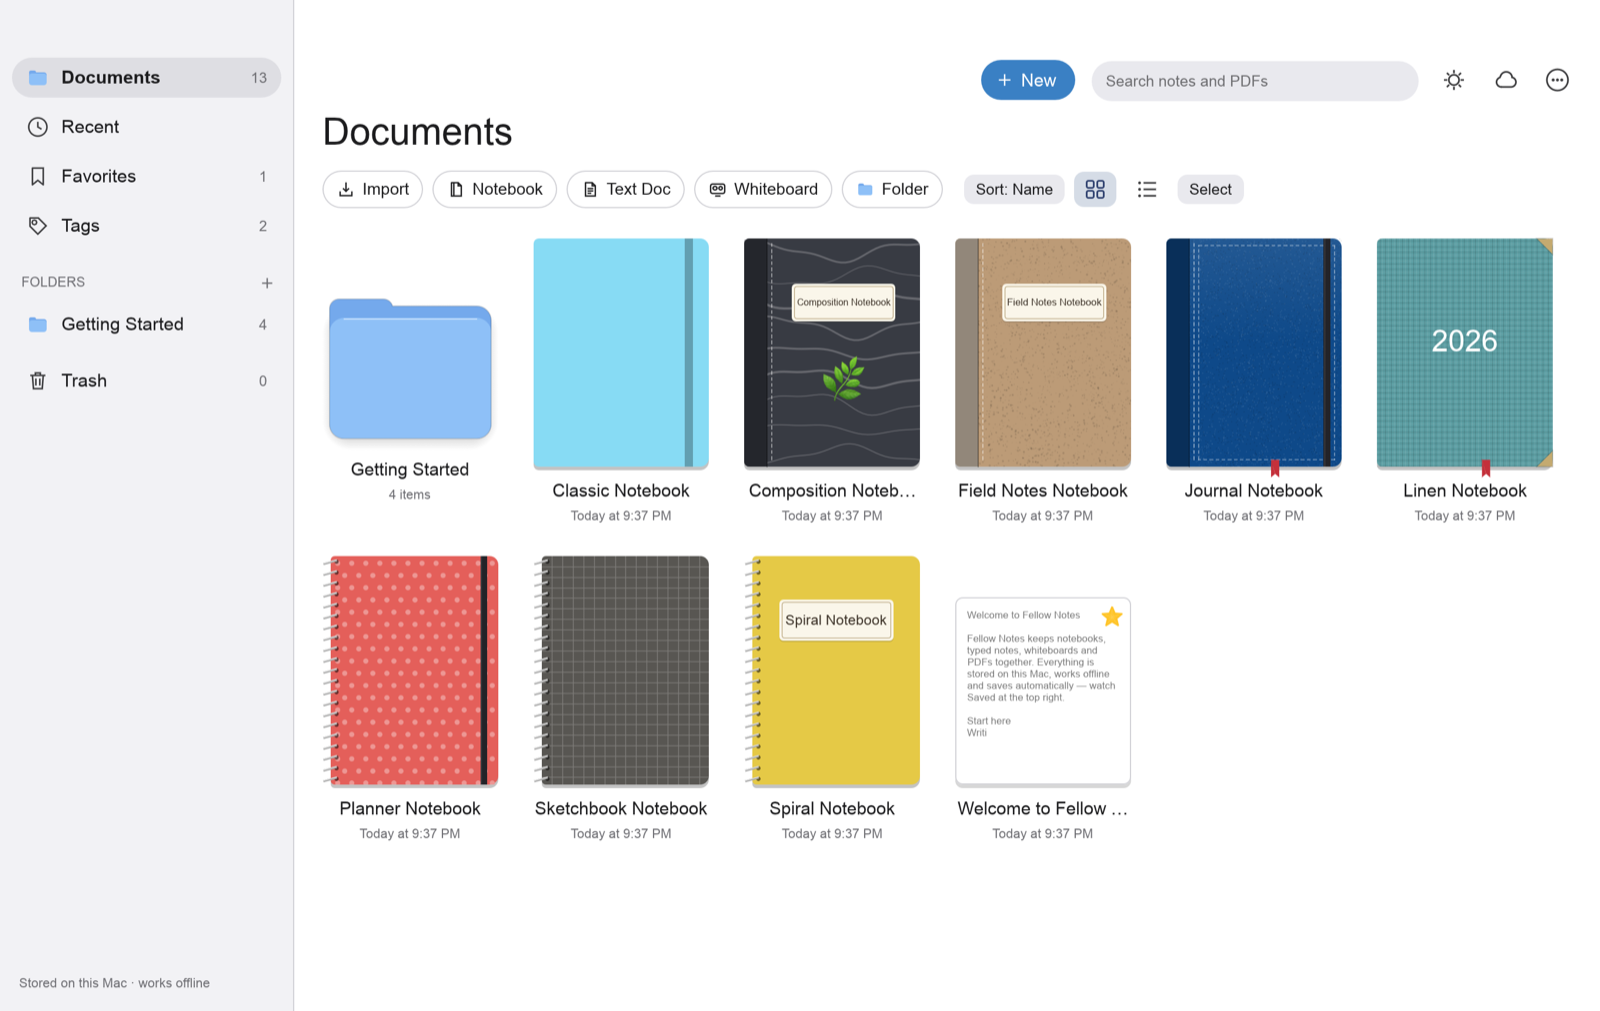 Documents 13
Recent
Favorites 1
Tags 2
FOLDERS +
Getting Started 4
Trash 0
Stored on this Mac · works offline
+ New
Search notes and PDFs
Documents
Import
Notebook
Text Doc
Whiteboard
Folder
Sort: Name
Select
Getting Started
4 items
Classic Notebook
Today at 9:37 PM
Composition Notebook
Composition Noteb…
Today at 9:37 PM
Field Notes Notebook
Field Notes Notebook
Today at 9:37 PM
Journal Notebook
Today at 9:37 PM
2026
Linen Notebook
Today at 9:37 PM
Planner Notebook
Today at 9:37 PM
Sketchbook Notebook
Today at 9:37 PM
Spiral Notebook
Spiral Notebook
Today at 9:37 PM
Welcome to Fellow Notes
Fellow Notes keeps notebooks,
typed notes, whiteboards and
PDFs together. Everything is
stored on this Mac, works offline
and saves automatically — watch
Saved at the top right.
Start here
Writi
Welcome to Fellow …
Today at 9:37 PM